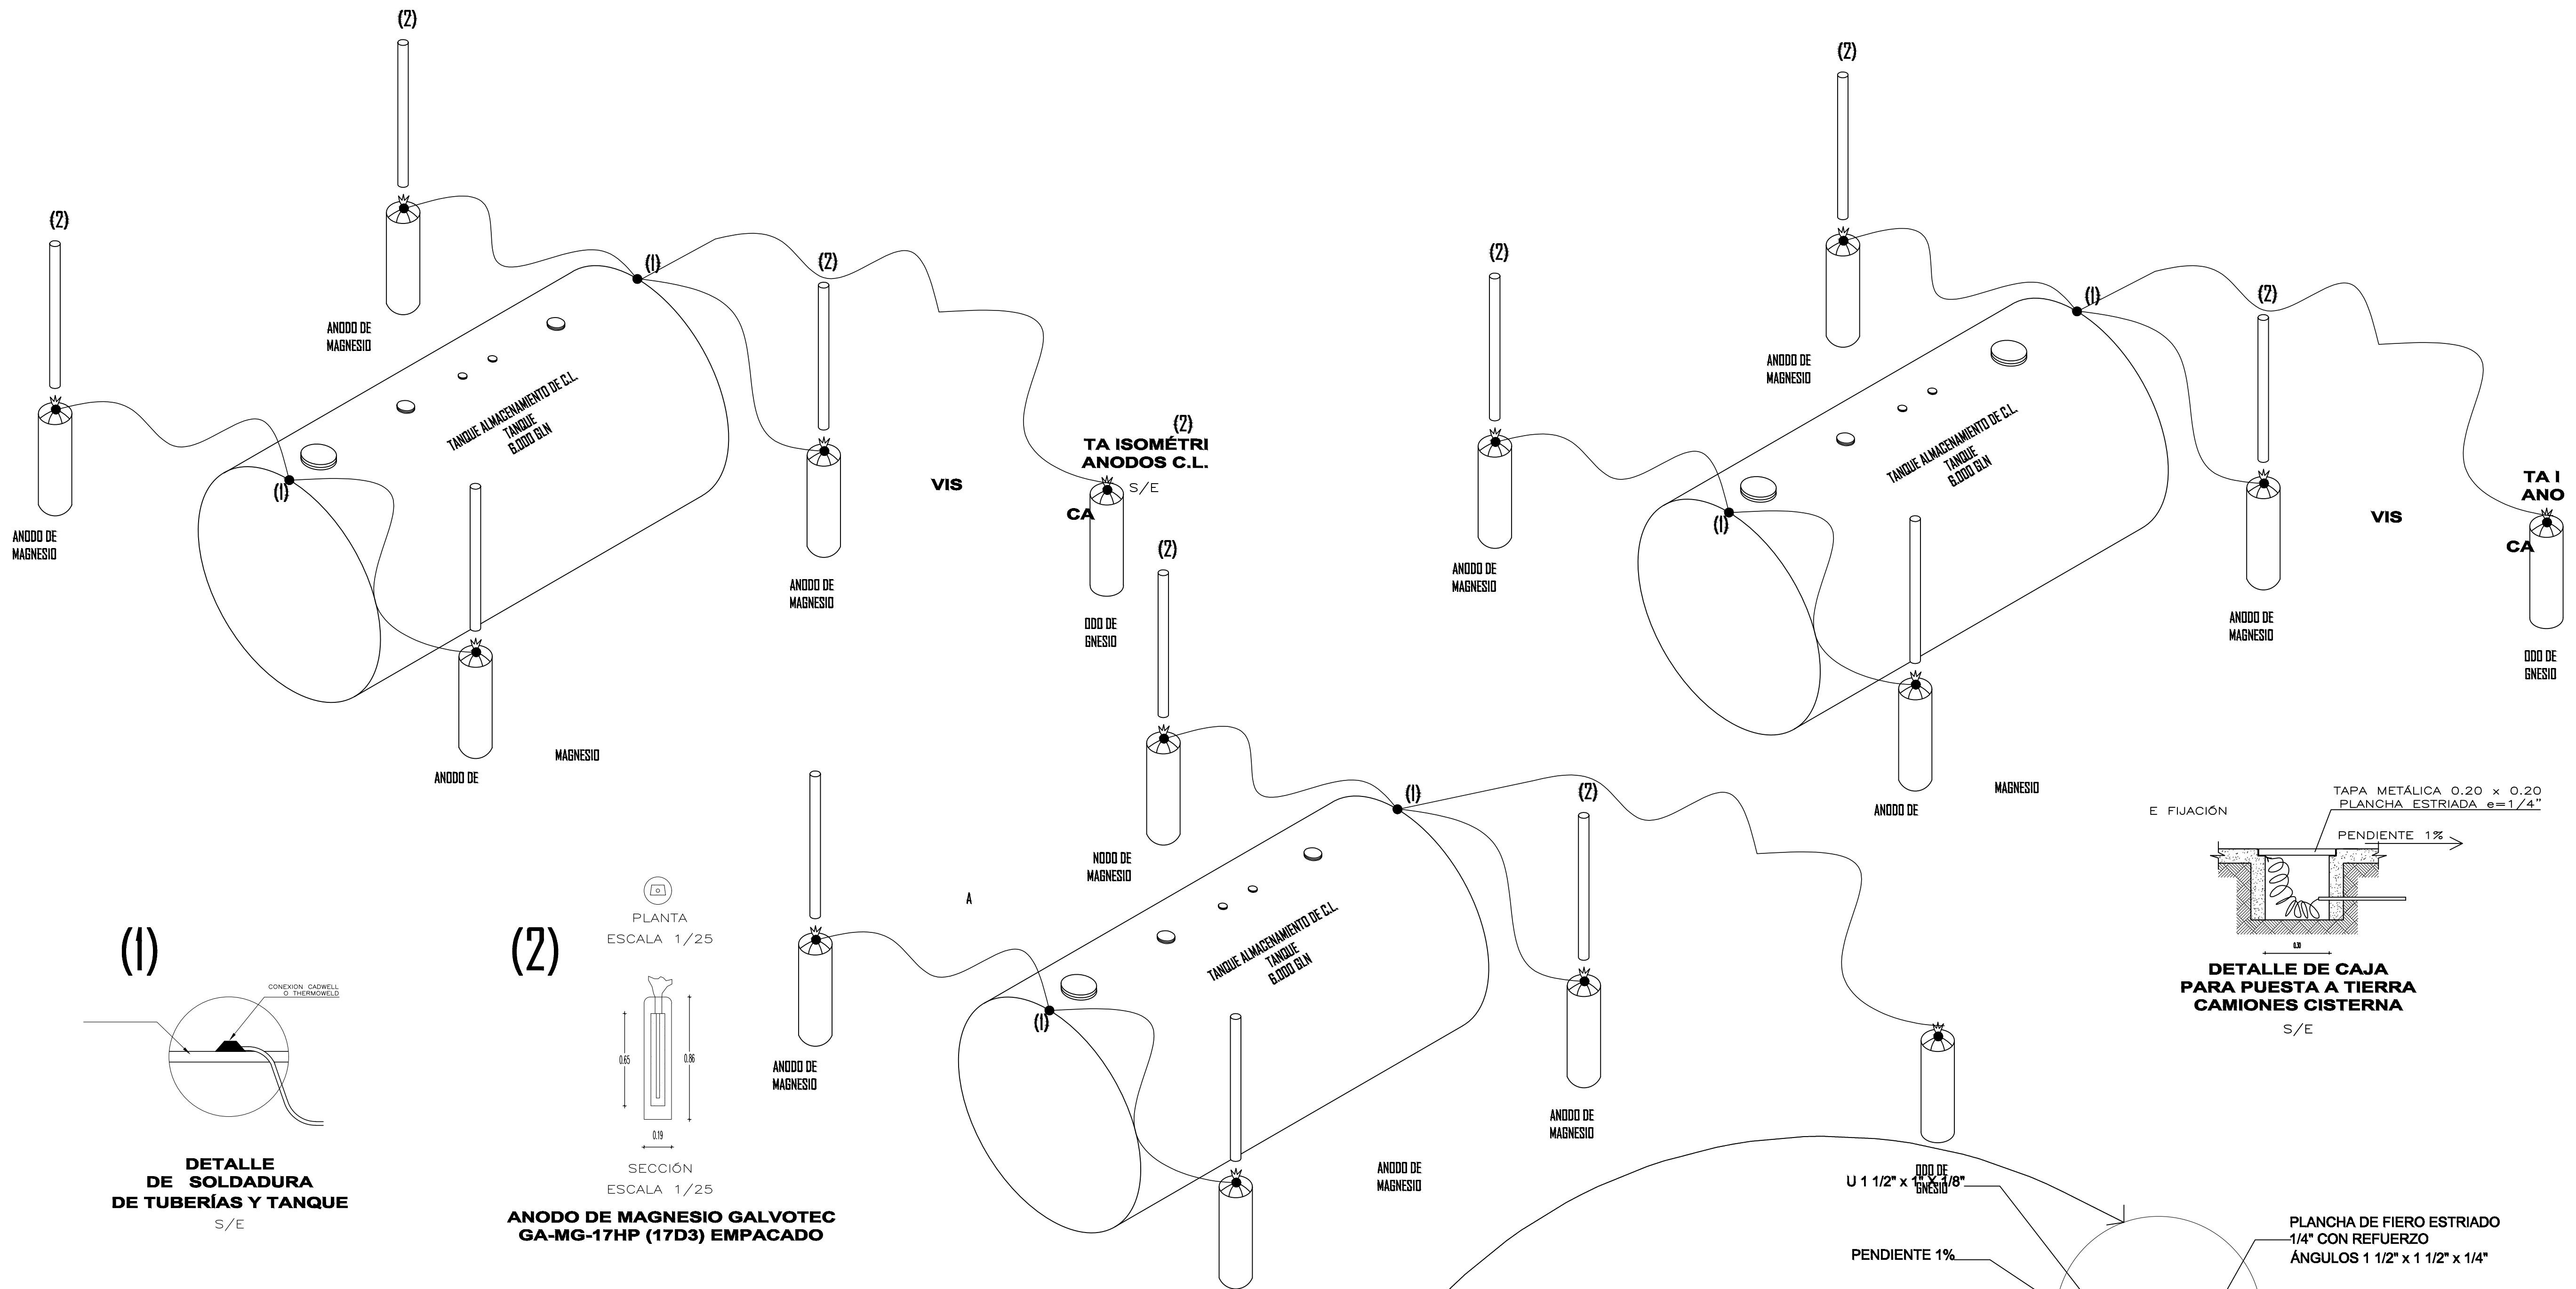 (2)
(2)
(1)
(2)
ANODO DE
MAGNESIO
TANQUE ALMACENAMIENTO DE C.L.
TANQUE
6.000 GLN
(1)
ANODO DE
MAGNESIO
ANODO DE
MAGNESIO
MAGNESIO
ANODO DE
(2)
TA ISOMÉTRI
ANODOS C.L.
S/E
VIS
CA
ODO DE
GNESIO
(2)
(2)
(1)
(2)
ANODO DE
MAGNESIO
TANQUE ALMACENAMIENTO DE C.L.
TANQUE
6.000 GLN
(1)
ANODO DE
MAGNESIO
ANODO DE
MAGNESIO
MAGNESIO
ANODO DE
TA I
ANO
VIS
CA
ODO DE
GNESIO
(2)
(1)
(2)
NODO DE
MAGNESIO
A
TANQUE ALMACENAMIENTO DE C.L.
TANQUE
6.000 GLN
(1)
ANODO DE
MAGNESIO
ANODO DE
MAGNESIO
ANODO DE
MAGNESIO
ODO DE
GNESIO
E FIJACIÓN
TAPA METÁLICA 0.20 x 0.20
PLANCHA ESTRIADA e=1/4"
PENDIENTE 1%
0.30
DETALLE DE CAJA
PARA PUESTA A TIERRA
CAMIONES CISTERNA
S/E
(1)
CONEXION CADWELL
O THERMOWELD
DETALLE
DE SOLDADURA
DE TUBERÍAS Y TANQUE
S/E
(2)
PLANTA
ESCALA 1/25
0.65
0.86
0.19
SECCIÓN
ESCALA 1/25
ANODO DE MAGNESIO GALVOTEC
GA-MG-17HP (17D3) EMPACADO
U 1 1/2" x 1" X 1/8"
PENDIENTE 1%
PLANCHA DE FIERO ESTRIADO
1/4" CON REFUERZO
ÁNGULOS 1 1/2" x 1 1/2" x 1/4"